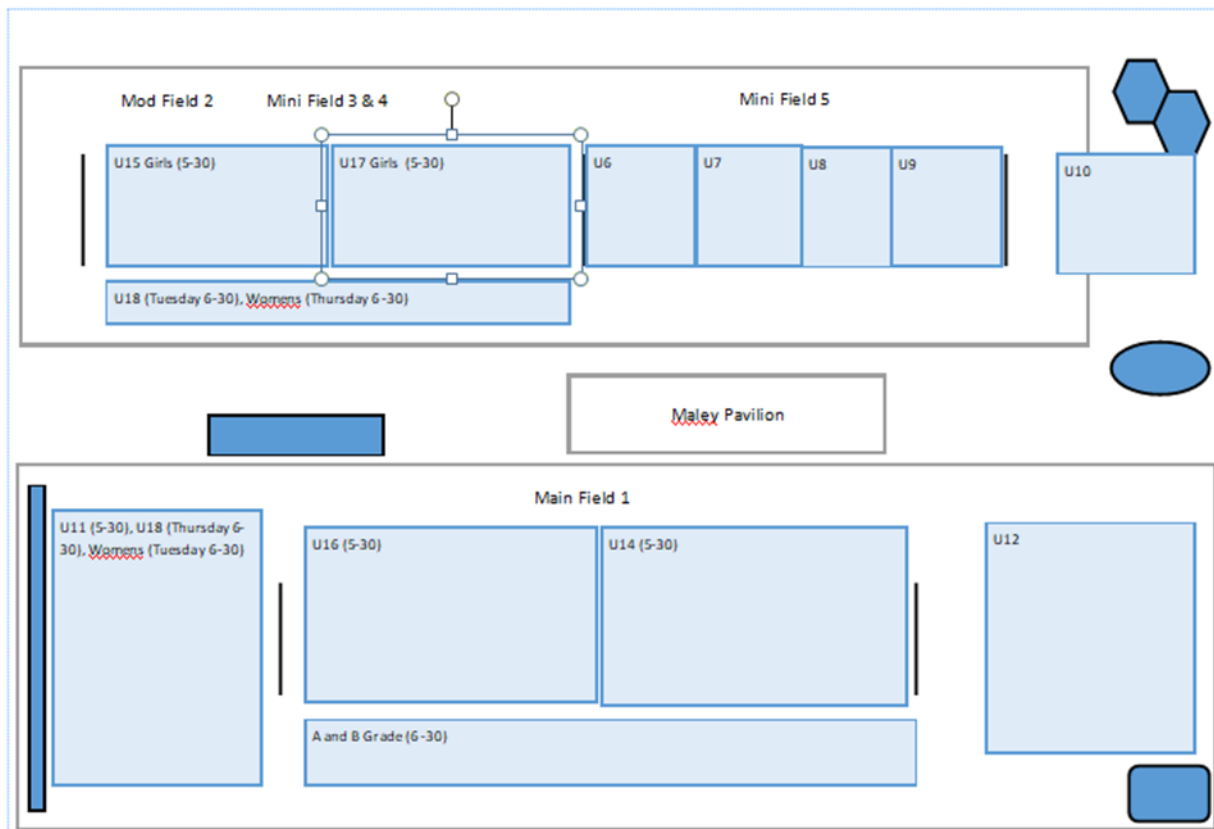 Mod Field 2
Mini Field 3 & 4
Mini Field 5
U15 Girls (5-30)
U17 Girls (5-30)
U6
U7
U8
U9
U10
U18 (Tuesday 6-30), Womens (Thursday 6-30)
Maley Pavilion
Main Field 1
U11 (5-30), U18 (Thursday 6-
30), Womens (Tuesday 6-30)
U16 (5-30)
U14 (5-30)
U12
A and B Grade (6-30)